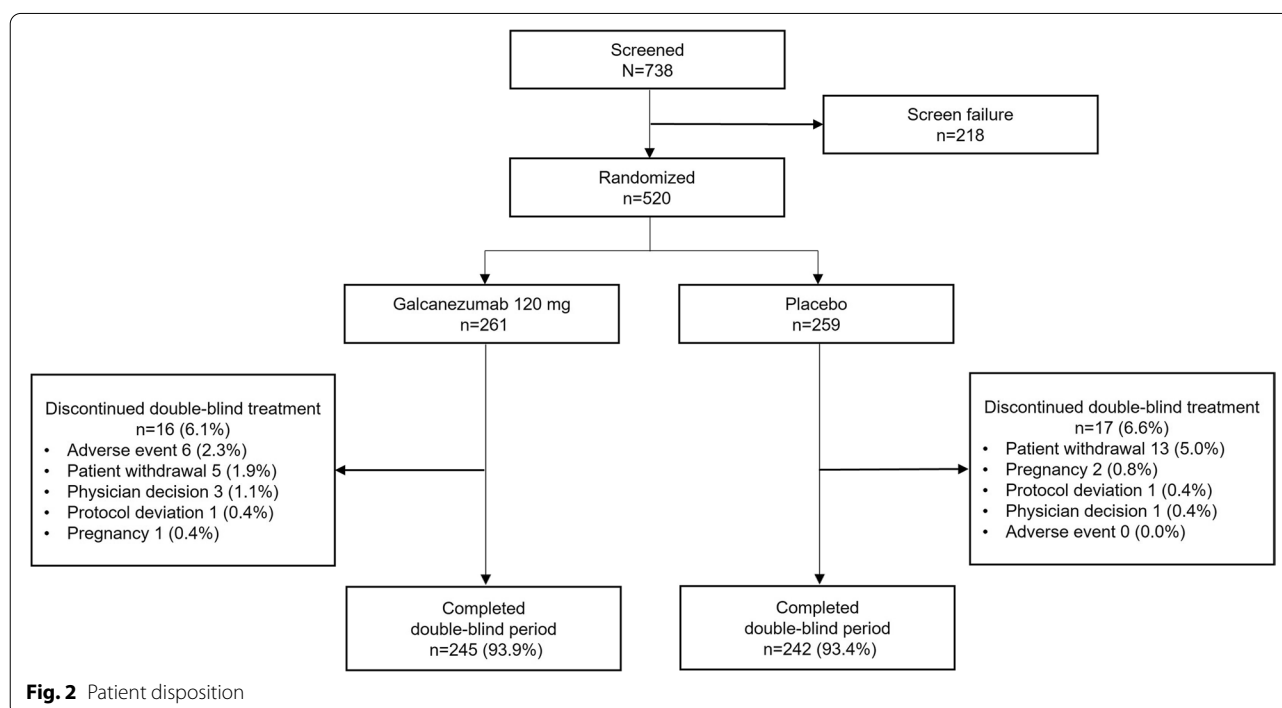 Screened
N=738
Screen failure
n=218
Randomized
n=520
Galcanezumab 120 mg
n=261
Placebo
n=259
Discontinued double-blind treatment
n=16 (6.1%)
• Adverse event 6 (2.3%)
• Patient withdrawal 5 (1.9%)
• Physician decision 3 (1.1%)
• Protocol deviation 1 (0.4%)
• Pregnancy 1 (0.4%)
Discontinued double-blind treatment
n=17 (6.6%)
• Patient withdrawal 13 (5.0%)
• Pregnancy 2 (0.8%)
• Protocol deviation 1 (0.4%)
• Physician decision 1 (0.4%)
• Adverse event 0 (0.0%)
Completed
double-blind period
n=245 (93.9%)
Completed
double-blind period
n=242 (93.4%)
Fig. 2 Patient disposition